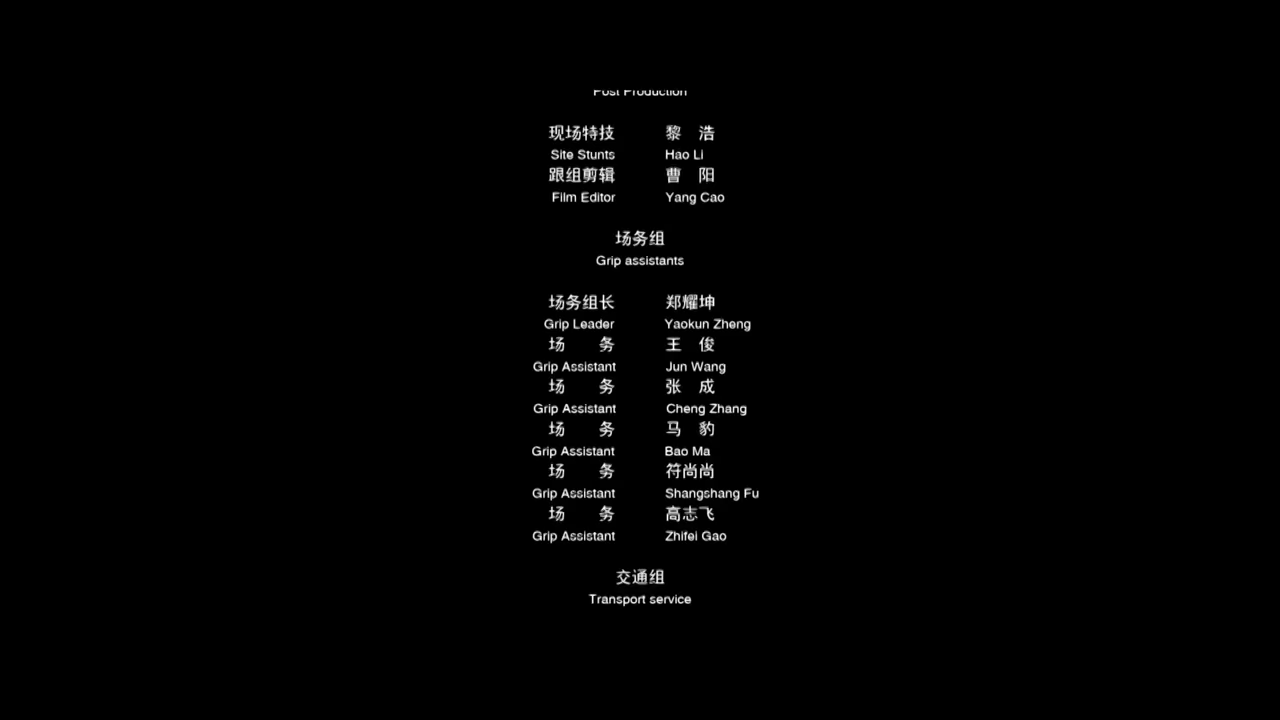 Post Production
现场特技 黎 浩
Site Stunts Hao Li
跟组剪辑 曹 阳
Film Editor Yang Cao
场务组
Grip assistants
场务组长 郑耀坤
Grip Leader Yaokun Zheng
场 务 王 俊
Grip Assistant Jun Wang
场 务 张 成
Grip Assistant Cheng Zhang
场 务 马 豹
Grip Assistant Bao Ma
场 务 符尚尚
Grip Assistant Shangshang Fu
场 务 高志飞
Grip Assistant Zhifei Gao
交通组
Transport service